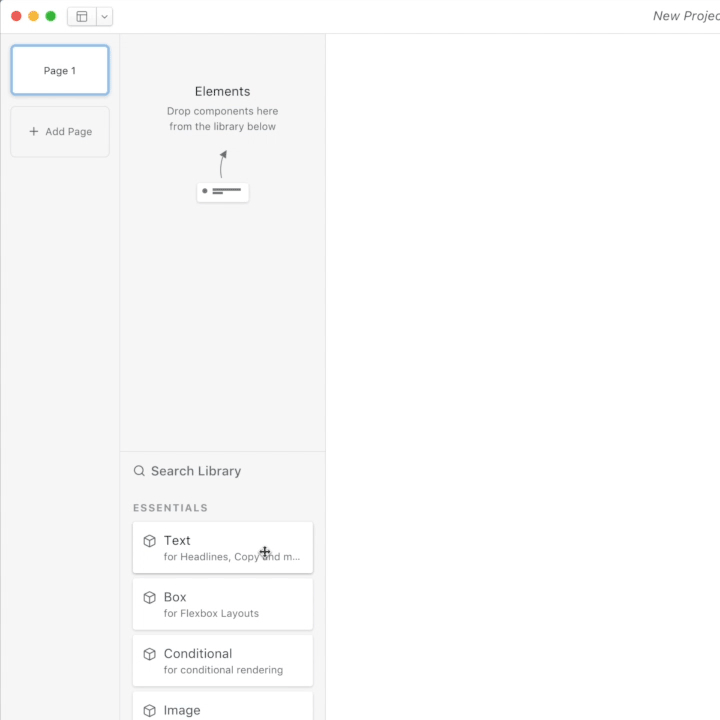 New Projec
Page 1
Add Page
Elements
Drop components here
from the library below
Search Library
ESSENTIALS
Text
for Headlines, Copy and m...
Box
for Flexbox Layouts
Conditional
for conditional rendering
Image